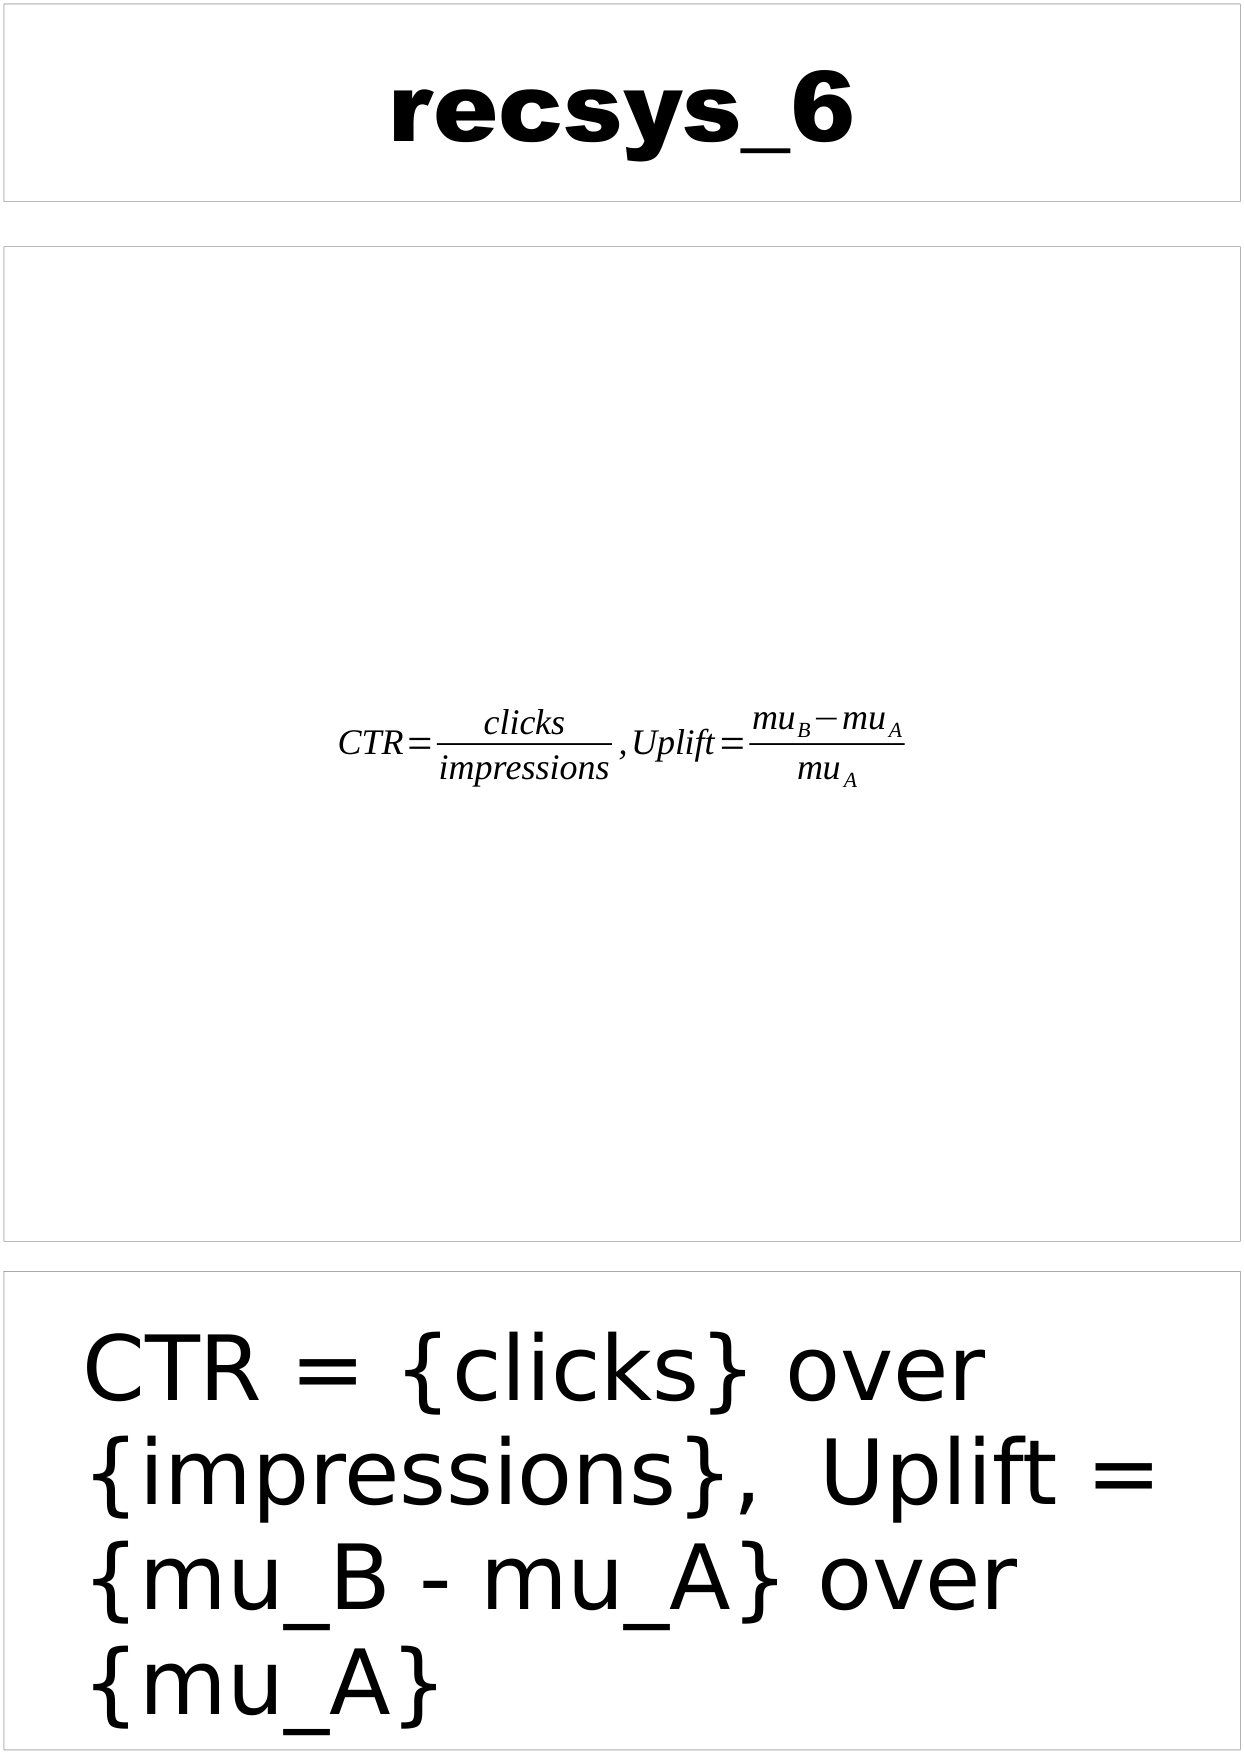 recsys_6
CTR = clicks / impressions , Uplift = mu_B − mu_A / mu_A
CTR = {clicks} over
{impressions},  Uplift =
{mu_B - mu_A} over
{mu_A}